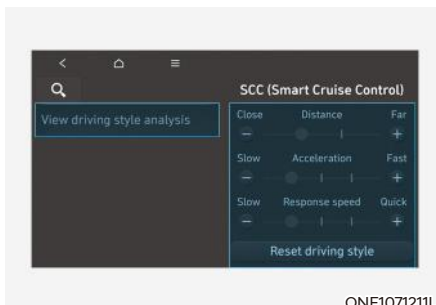 SCC (Smart Cruise Control)
View driving style analysis
Close Distance Far
Slow Acceleration Fast
Slow Response speed Quick
Reset driving style
ONE1071211L